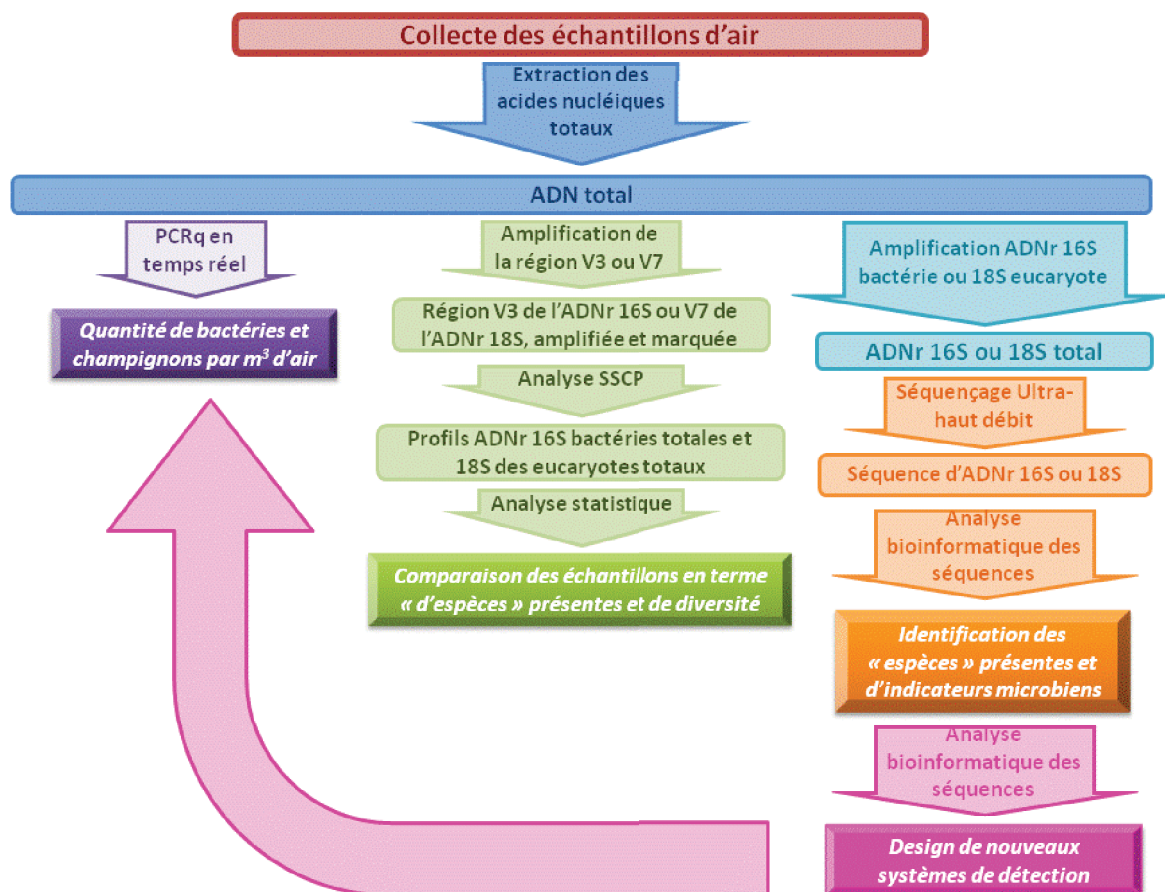 Collecte des échantillons d'air
Extraction des
acides nucléiques
totaux
ADN total
PCRq en
temps réel
Quantité de bactéries et
champignons par m³ d'air
Amplification de
la région V3 ou V7
Région V3 de l'ADNr 16S ou V7 de
l'ADNr 18S, amplifiée et marquée
Analyse SSCP
Profils ADNr 16S bactéries totales et
18S des eucaryotes totaux
Analyse statistique
Comparaison des échantillons en terme
« d'espèces » présentes et de diversité
Amplification ADNr 16S
bactérie ou 18S eucaryote
ADNr 16S ou 18S total
Séquençage Ultra-
haut débit
Séquence d'ADNr 16S ou 18S
Analyse
bioinformatique des
séquences
Identification des
« espèces » présentes et
d'indicateurs microbiens
Analyse
bioinformatique des
séquences
Design de nouveaux
systèmes de détection